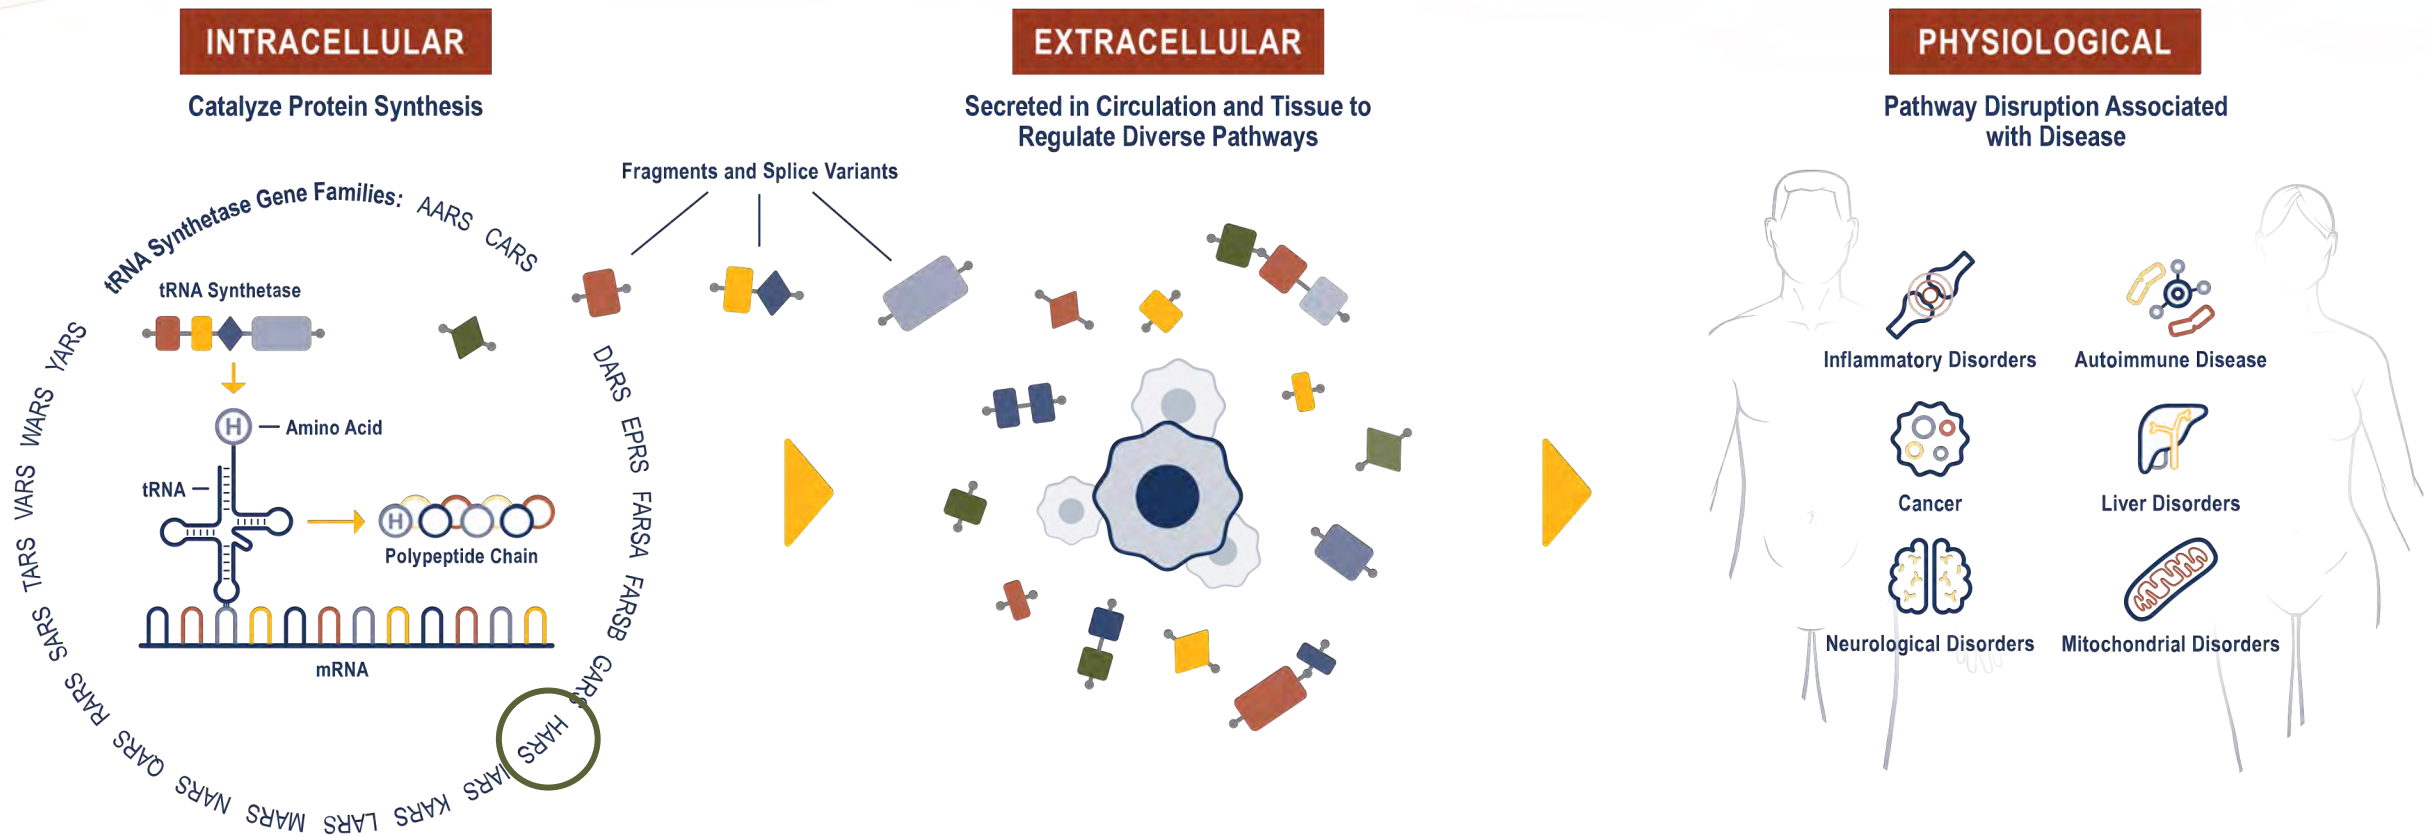 INTRACELLULAR
Catalyze Protein Synthesis
tRNA Synthetase Gene Families: AARS CARS DARS EPRS FARSA FARSB GARS HARS IARS KARS LARS MARS NARS QARS RARS SARS TARS VARS WARS YARS
tRNA Synthetase
H
Amino Acid
tRNA
H
Polypeptide Chain
mRNA
Fragments and Splice Variants
EXTRACELLULAR
Secreted in Circulation and Tissue to
Regulate Diverse Pathways
PHYSIOLOGICAL
Pathway Disruption Associated
with Disease
Inflammatory Disorders
Autoimmune Disease
Cancer
Liver Disorders
Neurological Disorders
Mitochondrial Disorders